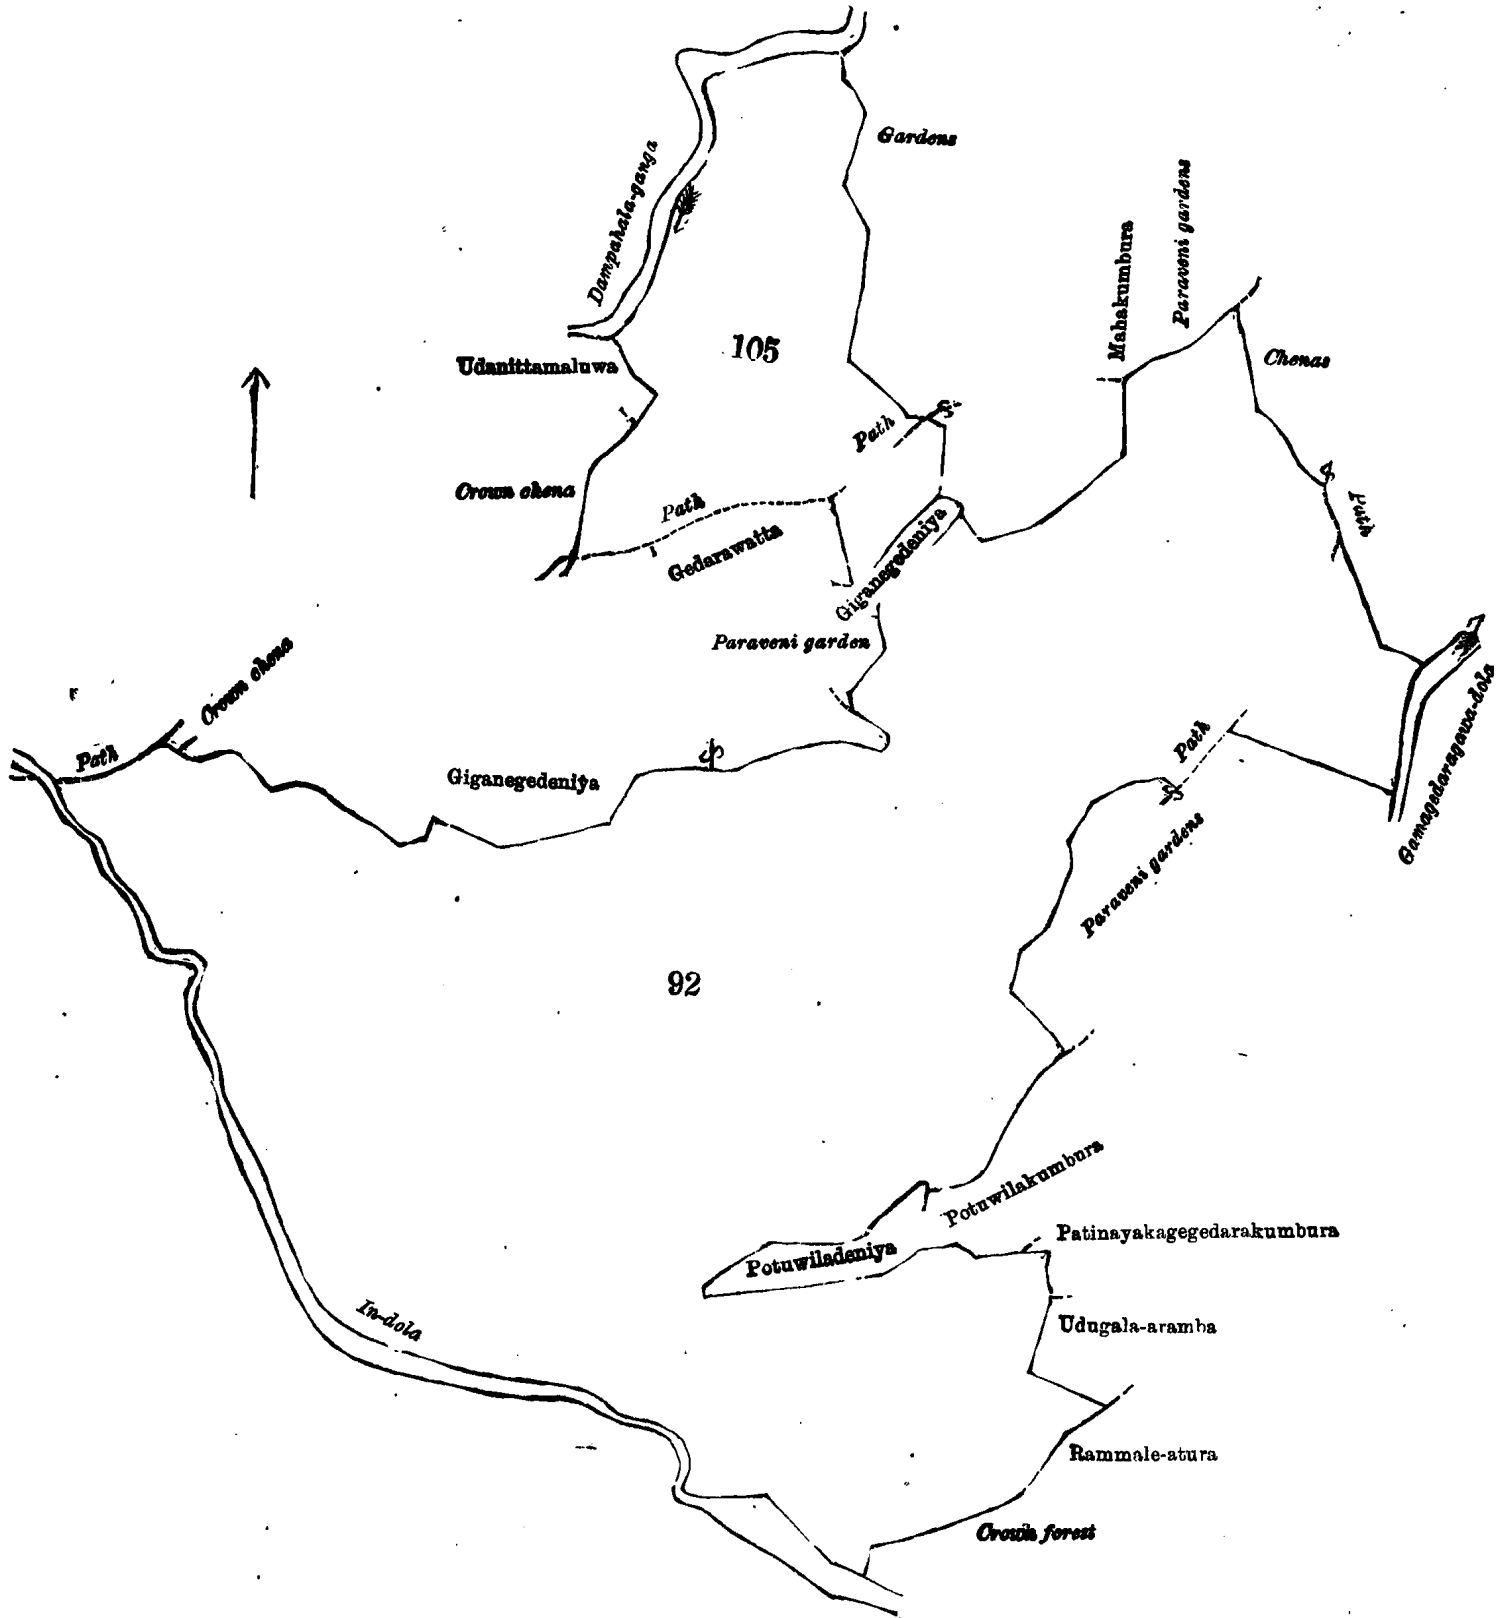 Gardens
Dampahala-ganga
Mahakumbura
Paraveni gardens
105
Chenas
Udanittamaluwa
Path
Crown chena
Path
Path
Gedarawatta
Giganegedeniya
Paraveni garden
Crown chena
Path
Giganegedeniya
Path
Gamagedaragawa-dola
Paraveni gardens
92
Potuwilakumbura
Patinayakagegedarakumbura
Potuwiladeniya
In-dola
Udugala-aramba
Rammale-atura
Crown forest